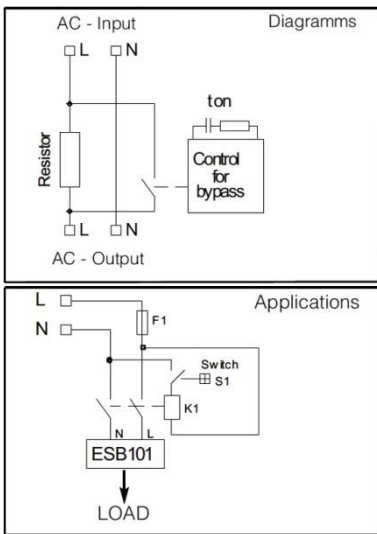 Diagramms
AC - Input
L N
ton
Resistor
Control
for
bypass
L N
AC - Output
Applications
L
F1
N
Switch
S1
K1
N L
ESB101
LOAD